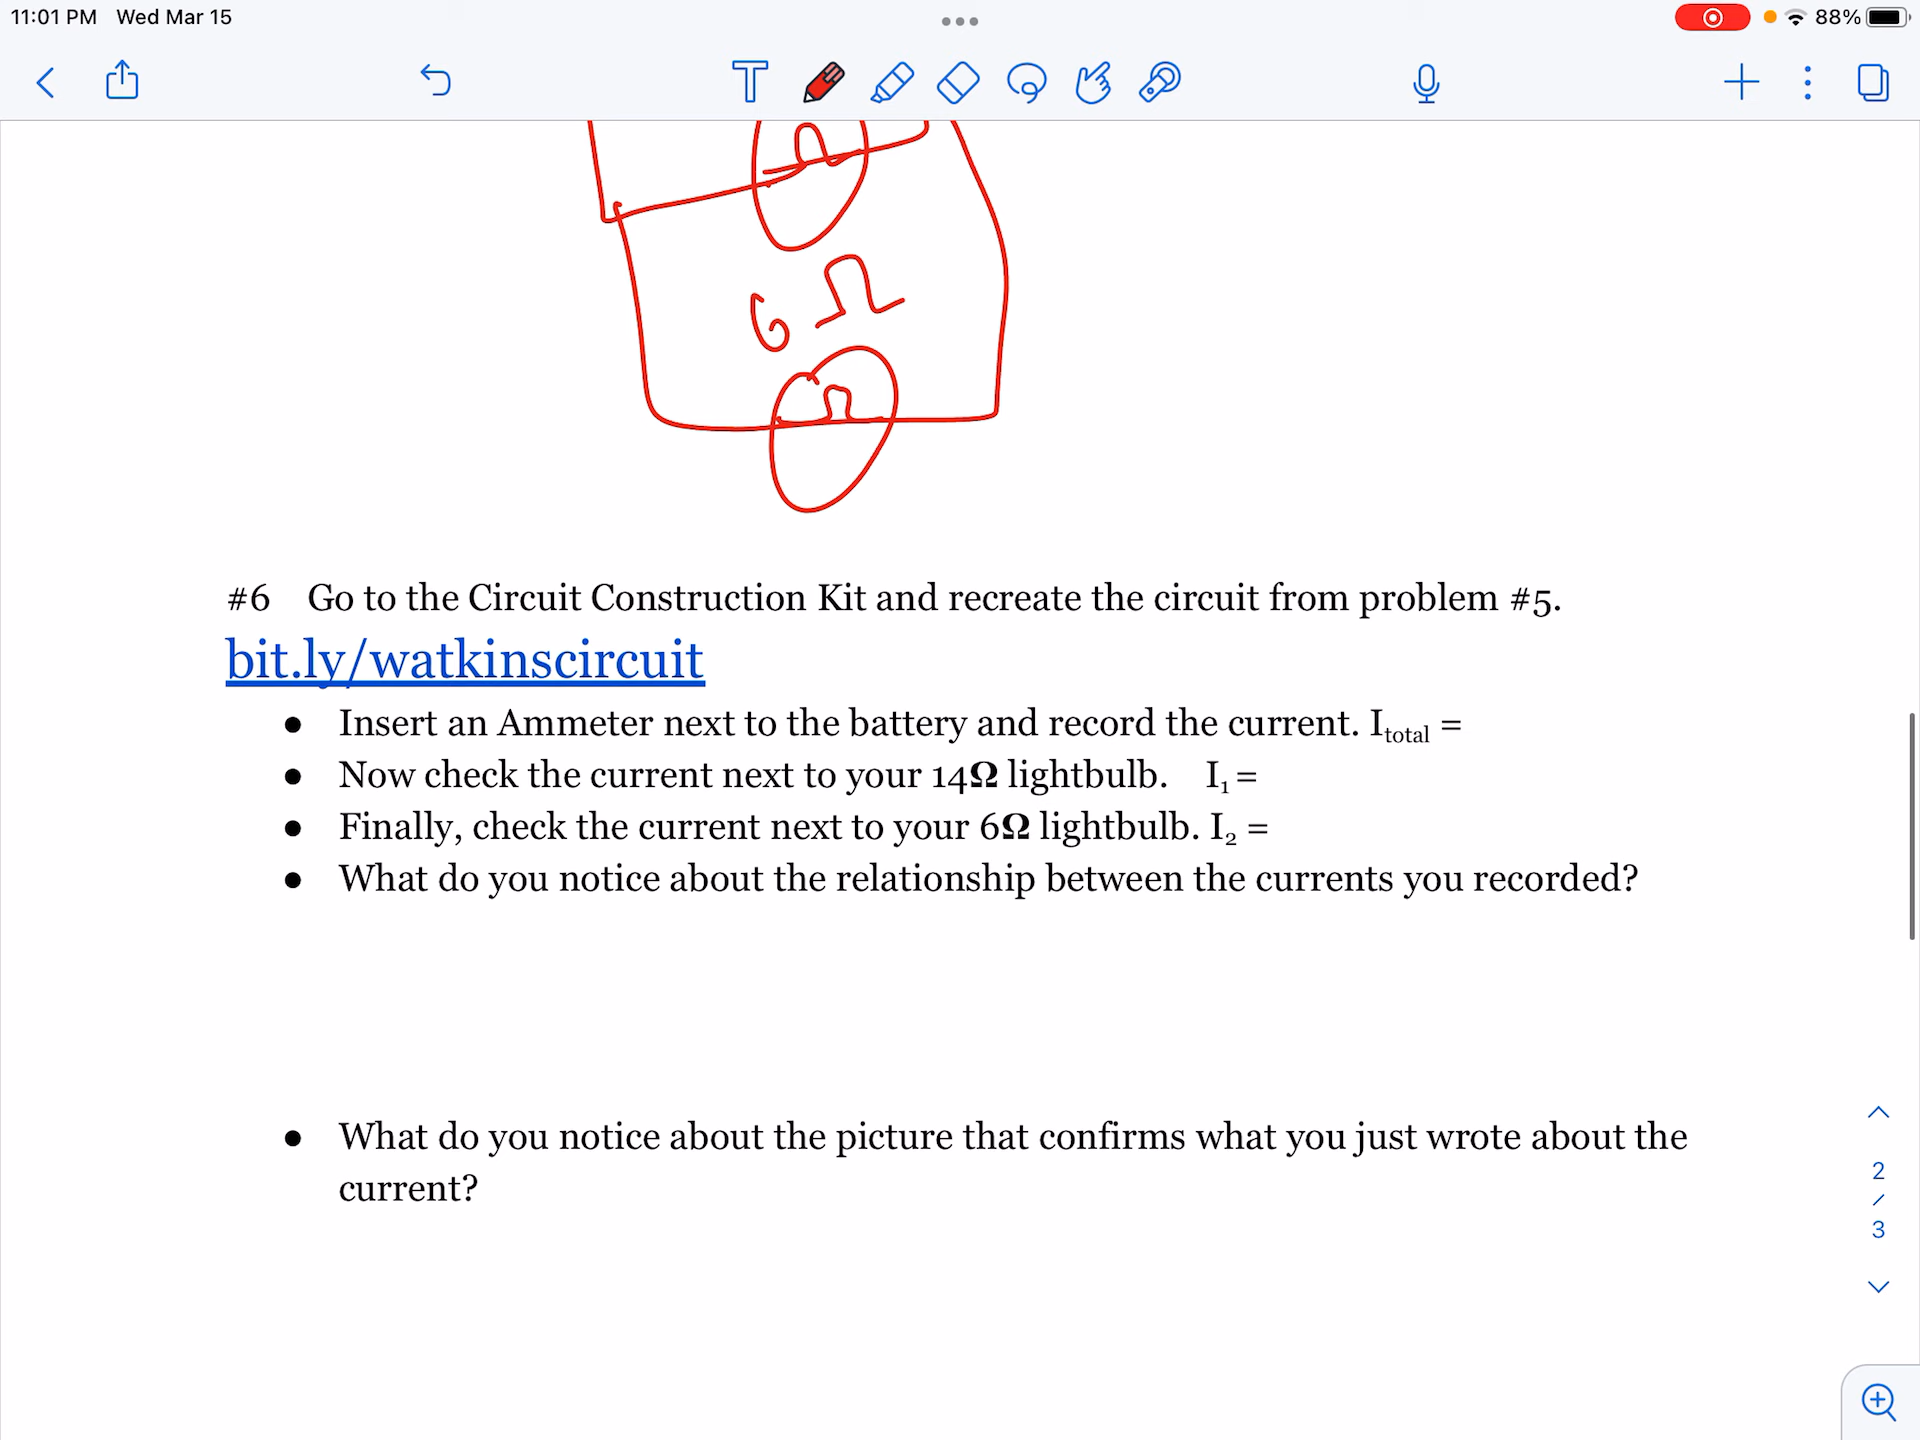 11:01 PM Wed Mar 15
88%
6 Ω
#6 Go to the Circuit Construction Kit and recreate the circuit from problem #5.
bit.ly/watkinscircuit
● Insert an Ammeter next to the battery and record the current. Itotal =
● Now check the current next to your 14Ω lightbulb. I1 =
● Finally, check the current next to your 6Ω lightbulb. I2 =
● What do you notice about the relationship between the currents you recorded?
● What do you notice about the picture that confirms what you just wrote about the
current?
2
/
3